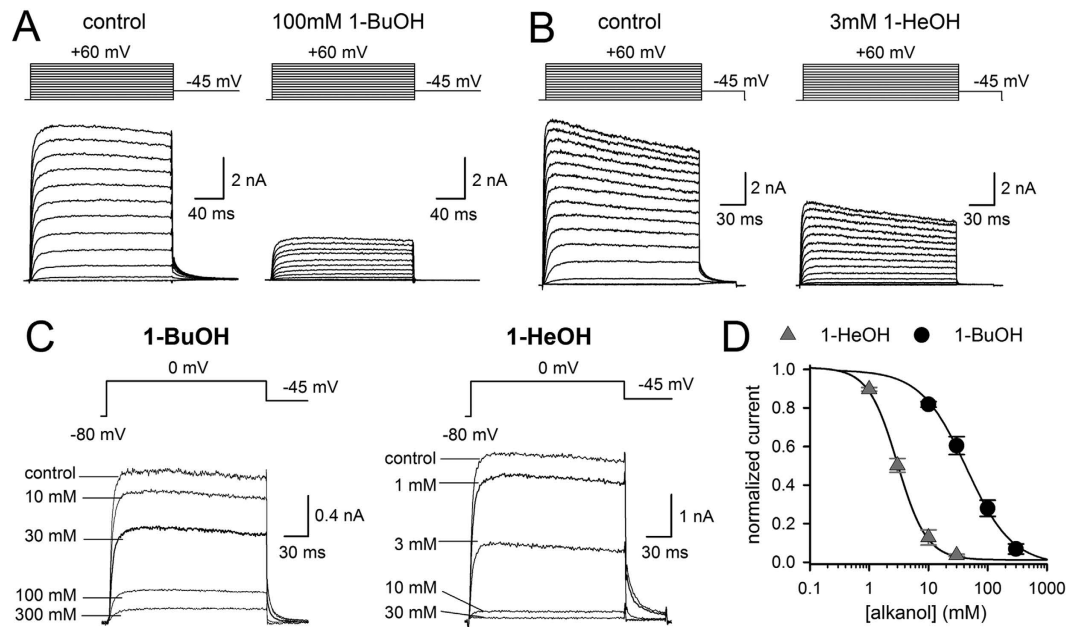 A
control
100mM 1-BuOH
+60 mV
-45 mV
+60 mV
-45 mV
2 nA
40 ms
2 nA
40 ms
B
control
3mM 1-HeOH
+60 mV
-45 mV
+60 mV
-45 mV
2 nA
30 ms
2 nA
30 ms
C
1-BuOH
0 mV
-45 mV
-80 mV
control
10 mM
30 mM
100 mM
300 mM
0.4 nA
30 ms
1-HeOH
0 mV
-45 mV
-80 mV
control
1 mM
3 mM
10 mM
30 mM
1 nA
30 ms
D
1-HeOH 1-BuOH
normalized current
1.0
0.8
0.6
0.4
0.2
0.0
0.1 1 10 100 1000
[alkanol] (mM)